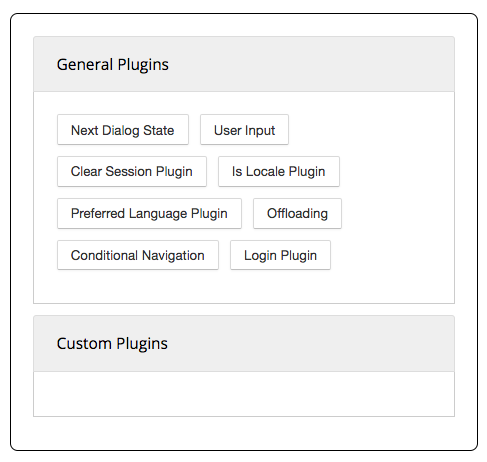 General Plugins
Next Dialog State User Input
Clear Session Plugin Is Locale Plugin
Preferred Language Plugin Offloading
Conditional Navigation Login Plugin
Custom Plugins